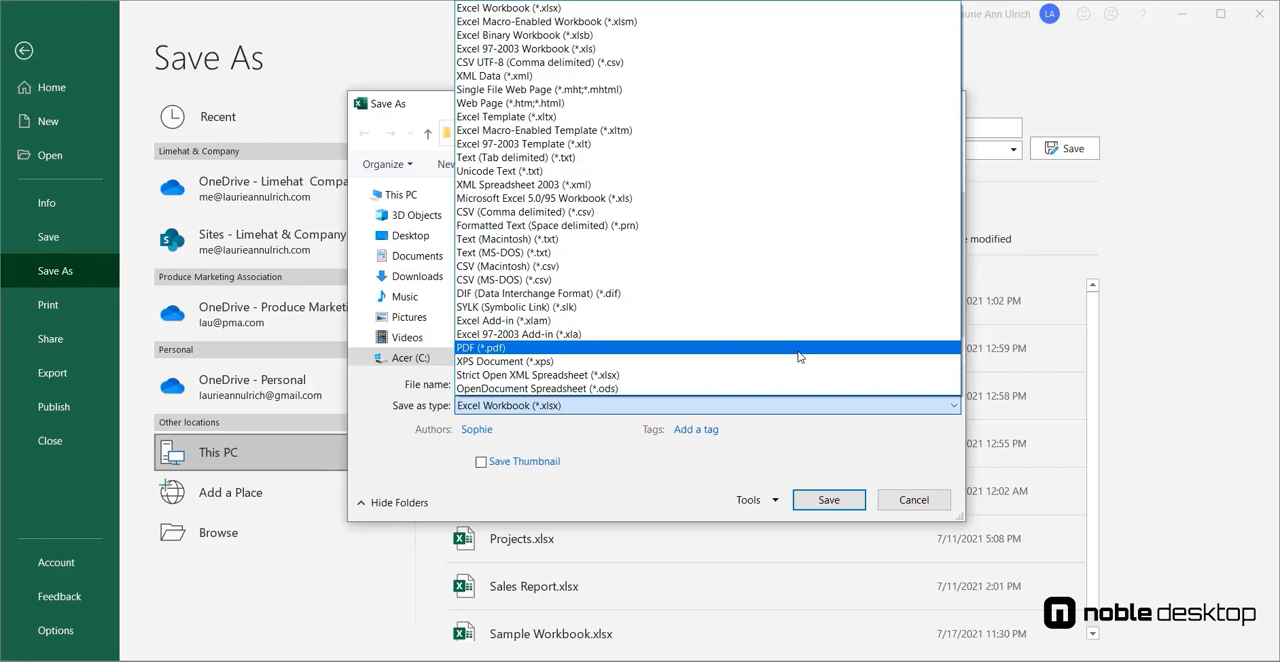 Save As
Home
New
Open
Info
Save
Save As
Print
Share
Export
Publish
Close
Account
Feedback
Options
Recent
Limehat & Company
OneDrive - Limehat Compa
me@laurieannulrich.com
Sites - Limehat & Company
me@laurieannulrich.com
Produce Marketing Association
OneDrive - Produce Marketi
lau@pma.com
Personal
OneDrive - Personal
laurieannulrich@gmail.com
Other locations
This PC
Add a Place
Browse
Save As
Organize
New
This PC
3D Objects
Desktop
Documents
Downloads
Music
Pictures
Videos
Acer (C:)
File name:
Save as type:
Excel Workbook (*.xlsx)
Excel Macro-Enabled Workbook (*.xlsm)
Excel Binary Workbook (*.xlsb)
Excel 97-2003 Workbook (*.xls)
CSV UTF-8 (Comma delimited) (*.csv)
XML Data (*.xml)
Single File Web Page (*.mht;*.mhtml)
Web Page (*.htm;*.html)
Excel Template (*.xltx)
Excel Macro-Enabled Template (*.xltm)
Excel 97-2003 Template (*.xlt)
Text (Tab delimited) (*.txt)
Unicode Text (*.txt)
XML Spreadsheet 2003 (*.xml)
Microsoft Excel 5.0/95 Workbook (*.xls)
CSV (Comma delimited) (*.csv)
Formatted Text (Space delimited) (*.prn)
Text (Macintosh) (*.txt)
Text (MS-DOS) (*.txt)
CSV (Macintosh) (*.csv)
CSV (MS-DOS) (*.csv)
DIF (Data Interchange Format) (*.dif)
SYLK (Symbolic Link) (*.slk)
Excel Add-in (*.xlam)
Excel 97-2003 Add-in (*.xla)
PDF (*.pdf)
XPS Document (*.xps)
Strict Open XML Spreadsheet (*.xlsx)
OpenDocument Spreadsheet (*.ods)
Excel Workbook (*.xlsx)
Authors: Sophie
Tags: Add a tag
Save Thumbnail
Hide Folders
Tools
Save
Cancel
urie Ann Ulrich LA
?
Save
e modified
021 1:02 PM
021 12:59 PM
021 12:58 PM
021 12:55 PM
021 12:02 AM
Projects.xlsx 7/11/2021 5:08 PM
Sales Report.xlsx 7/11/2021 2:01 PM
Sample Workbook.xlsx 7/17/2021 11:30 PM
n noble desktop